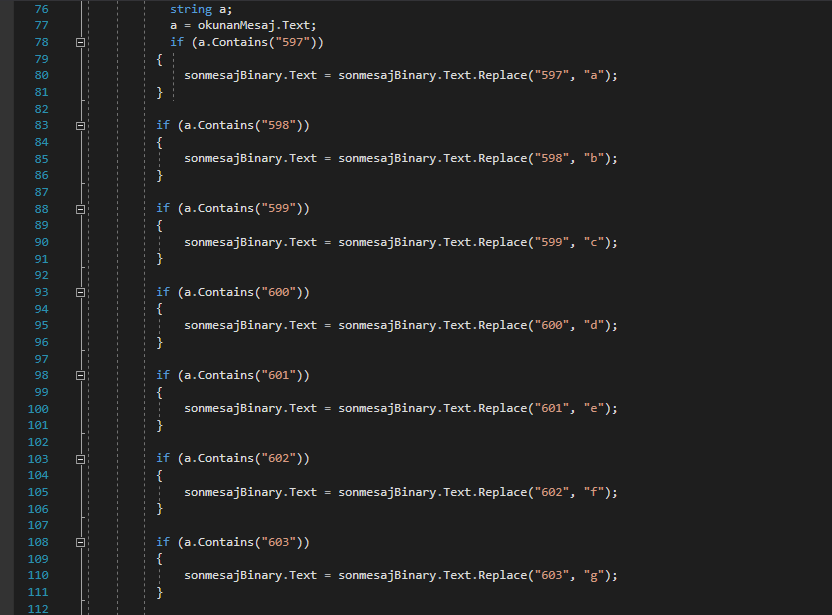 76 string a;
77 a = okunanMesaj.Text;
78 if (a.Contains("597"))
79 {
80 sonmesajBinary.Text = sonmesajBinary.Text.Replace("597", "a");
81 }
82
83 if (a.Contains("598"))
84 {
85 sonmesajBinary.Text = sonmesajBinary.Text.Replace("598", "b");
86 }
87
88 if (a.Contains("599"))
89 {
90 sonmesajBinary.Text = sonmesajBinary.Text.Replace("599", "c");
91 }
92
93 if (a.Contains("600"))
94 {
95 sonmesajBinary.Text = sonmesajBinary.Text.Replace("600", "d");
96 }
97
98 if (a.Contains("601"))
99 {
100 sonmesajBinary.Text = sonmesajBinary.Text.Replace("601", "e");
101 }
102
103 if (a.Contains("602"))
104 {
105 sonmesajBinary.Text = sonmesajBinary.Text.Replace("602", "f");
106 }
107
108 if (a.Contains("603"))
109 {
110 sonmesajBinary.Text = sonmesajBinary.Text.Replace("603", "g");
111 }
112